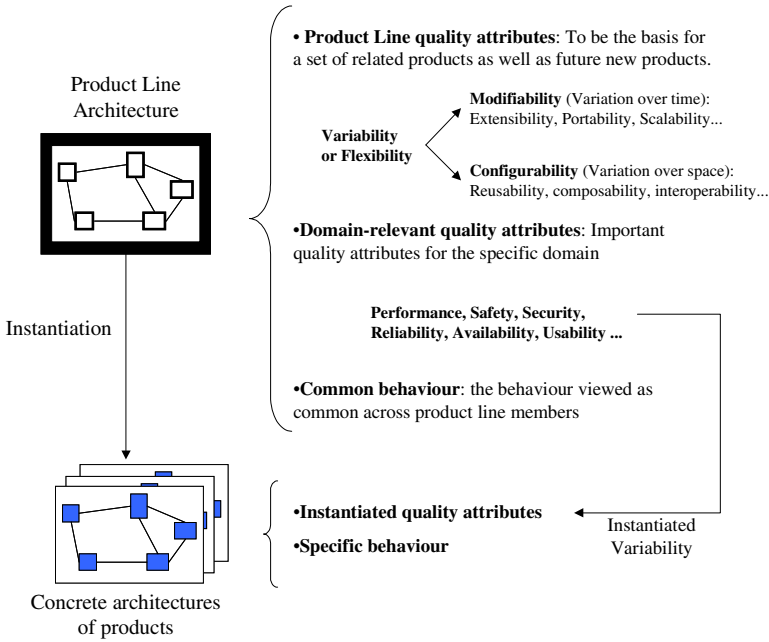 Product Line
Architecture
• Product Line quality attributes: To be the basis for
a set of related products as well as future new products.
Variability
or Flexibility
Modifiability (Variation over time):
Extensibility, Portability, Scalability...
Configurability (Variation over space):
Reusability, composability, interoperability...
•Domain-relevant quality attributes: Important
quality attributes for the specific domain
Performance, Safety, Security,
Reliability, Availability, Usability ...
•Common behaviour: the behaviour viewed as
common across product line members
Instantiation
•Instantiated quality attributes
•Specific behaviour
Instantiated
Variability
Concrete architectures
of products